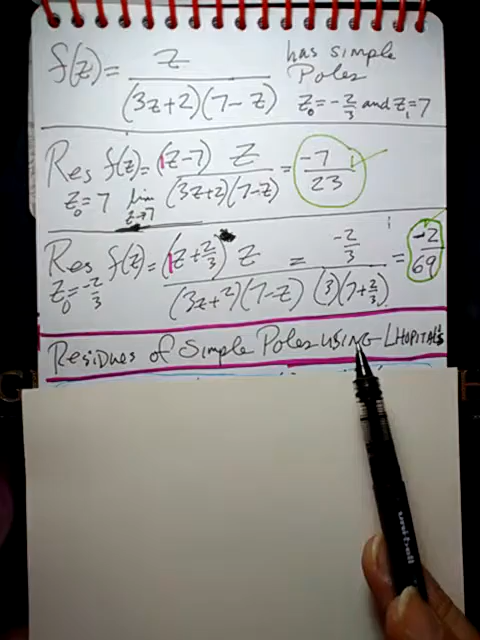 f(z) = z / (3z+2)(7-z) has simple Poles z₀ = -2/3 and z₁ = 7
Res f(z) = (z-7) z / (3z+2)(7-z) = -7/23
z₀ = 7 lim z→7
Res f(z) = (z+2/3) z / (3z+2)(7-z) = -2/3 / (3)(7+2/3) = -2/69
z₀ = -2/3
Residues of Simple Poles USING LHOPITAL'S
uni-ball